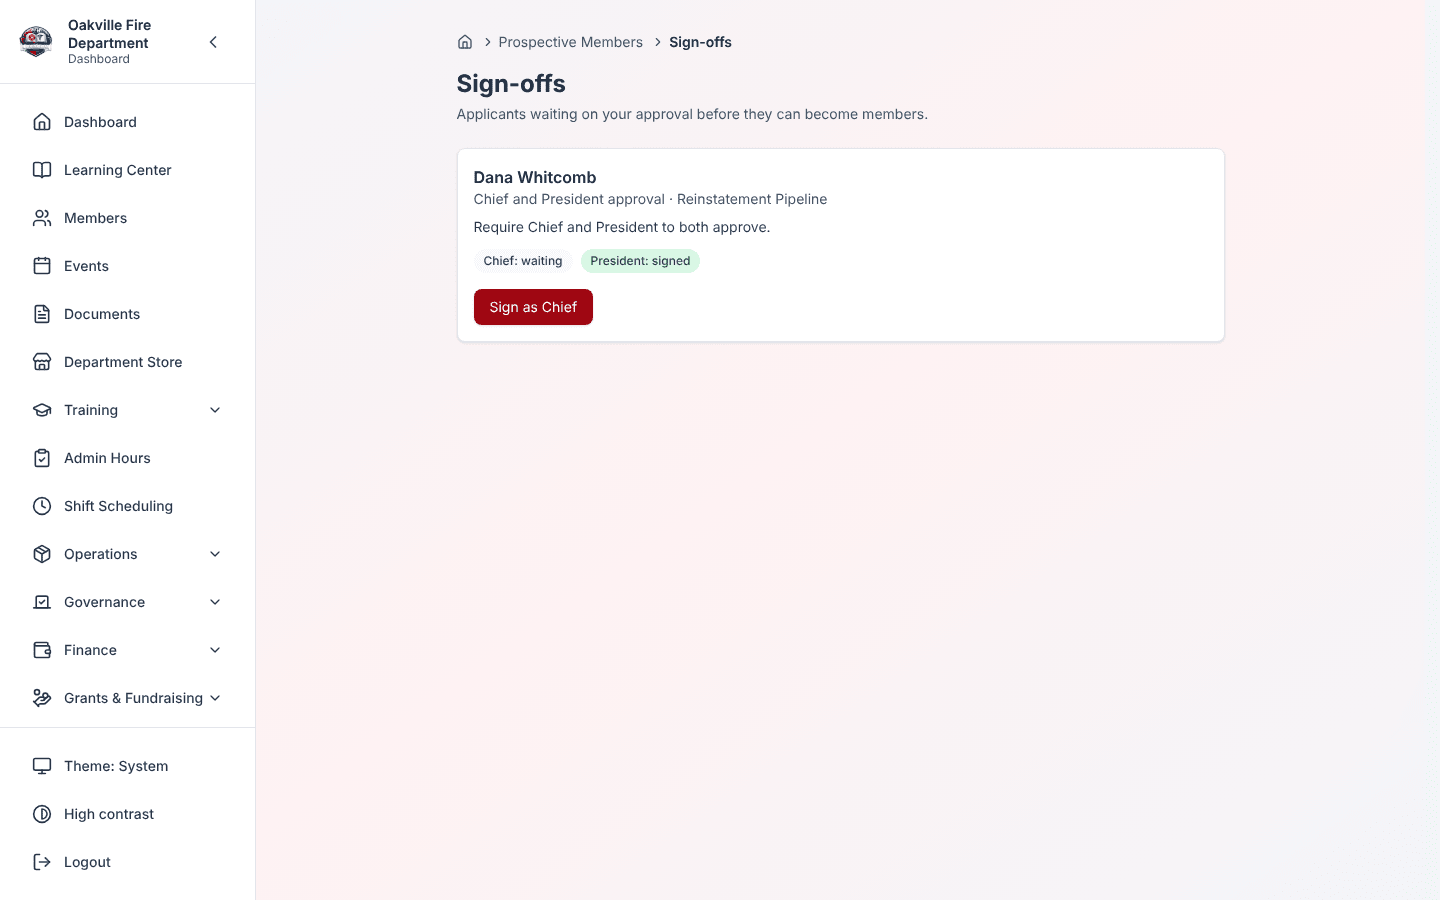 Oakville Fire
Department
Dashboard
Dashboard
Learning Center
Members
Events
Documents
Department Store
Training
Admin Hours
Shift Scheduling
Operations
Governance
Finance
Grants & Fundraising
Theme: System
High contrast
Logout
Prospective Members
Sign-offs
Sign-offs
Applicants waiting on your approval before they can become members.
Dana Whitcomb
Chief and President approval · Reinstatement Pipeline
Require Chief and President to both approve.
Chief: waiting
President: signed
Sign as Chief